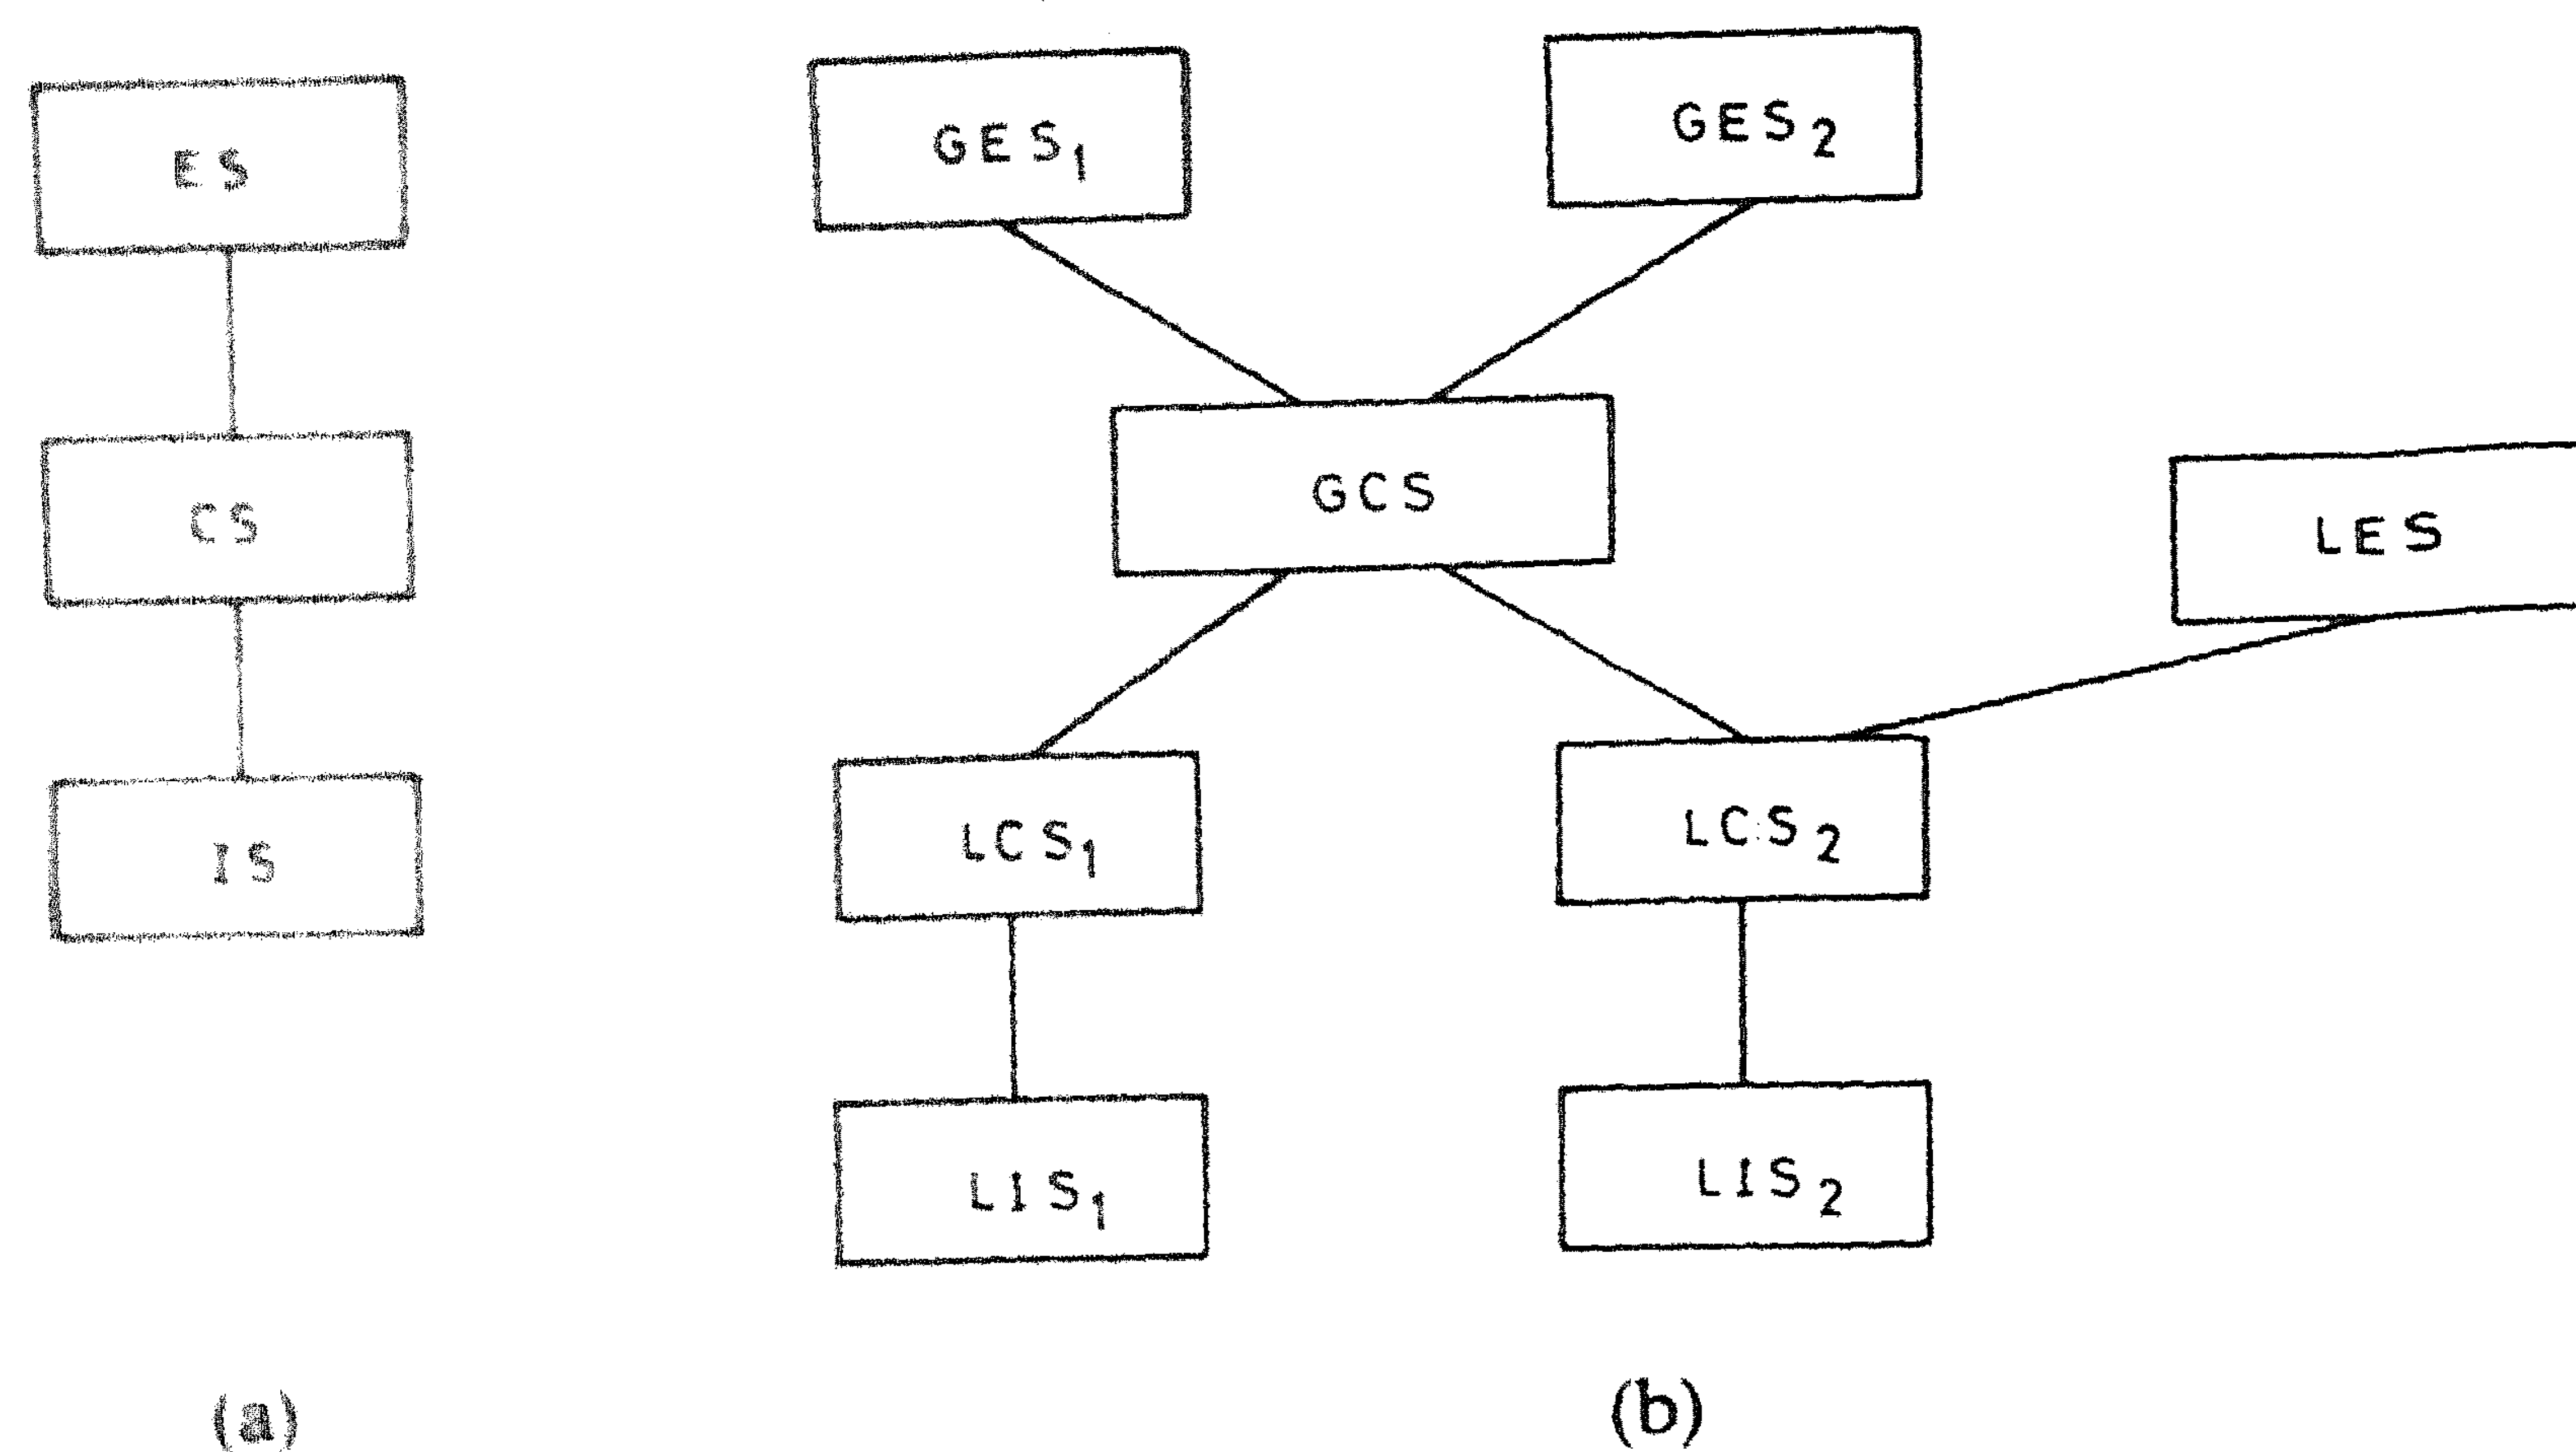 ES
CS
IS
(a)
GES₁
GES₂
GCS
LES
LCS₁
LCS₂
LIS₁
LIS₂
(b)